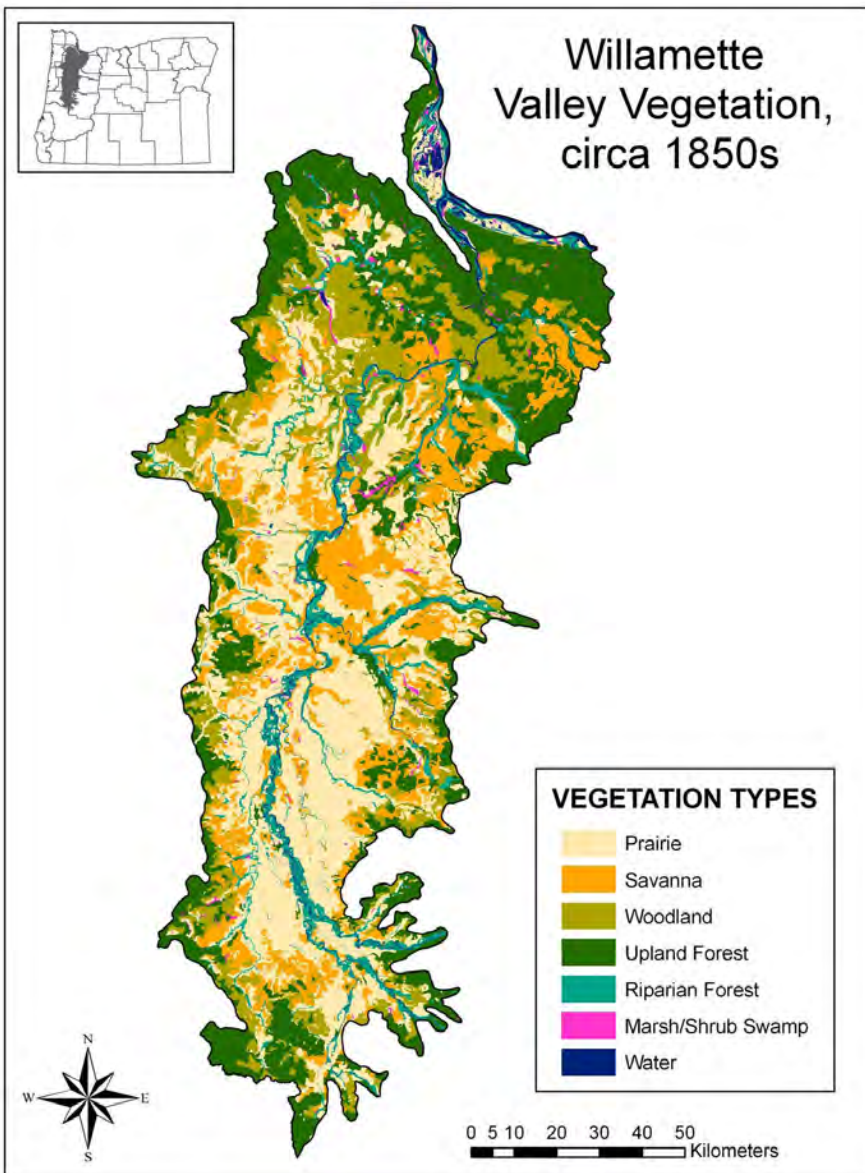 Willamette
Valley Vegetation,
circa 1850s
VEGETATION TYPES
Prairie
Savanna
Woodland
Upland Forest
Riparian Forest
Marsh/Shrub Swamp
Water
N
W
E
S
0 5 10 20 30 40 50
Kilometers